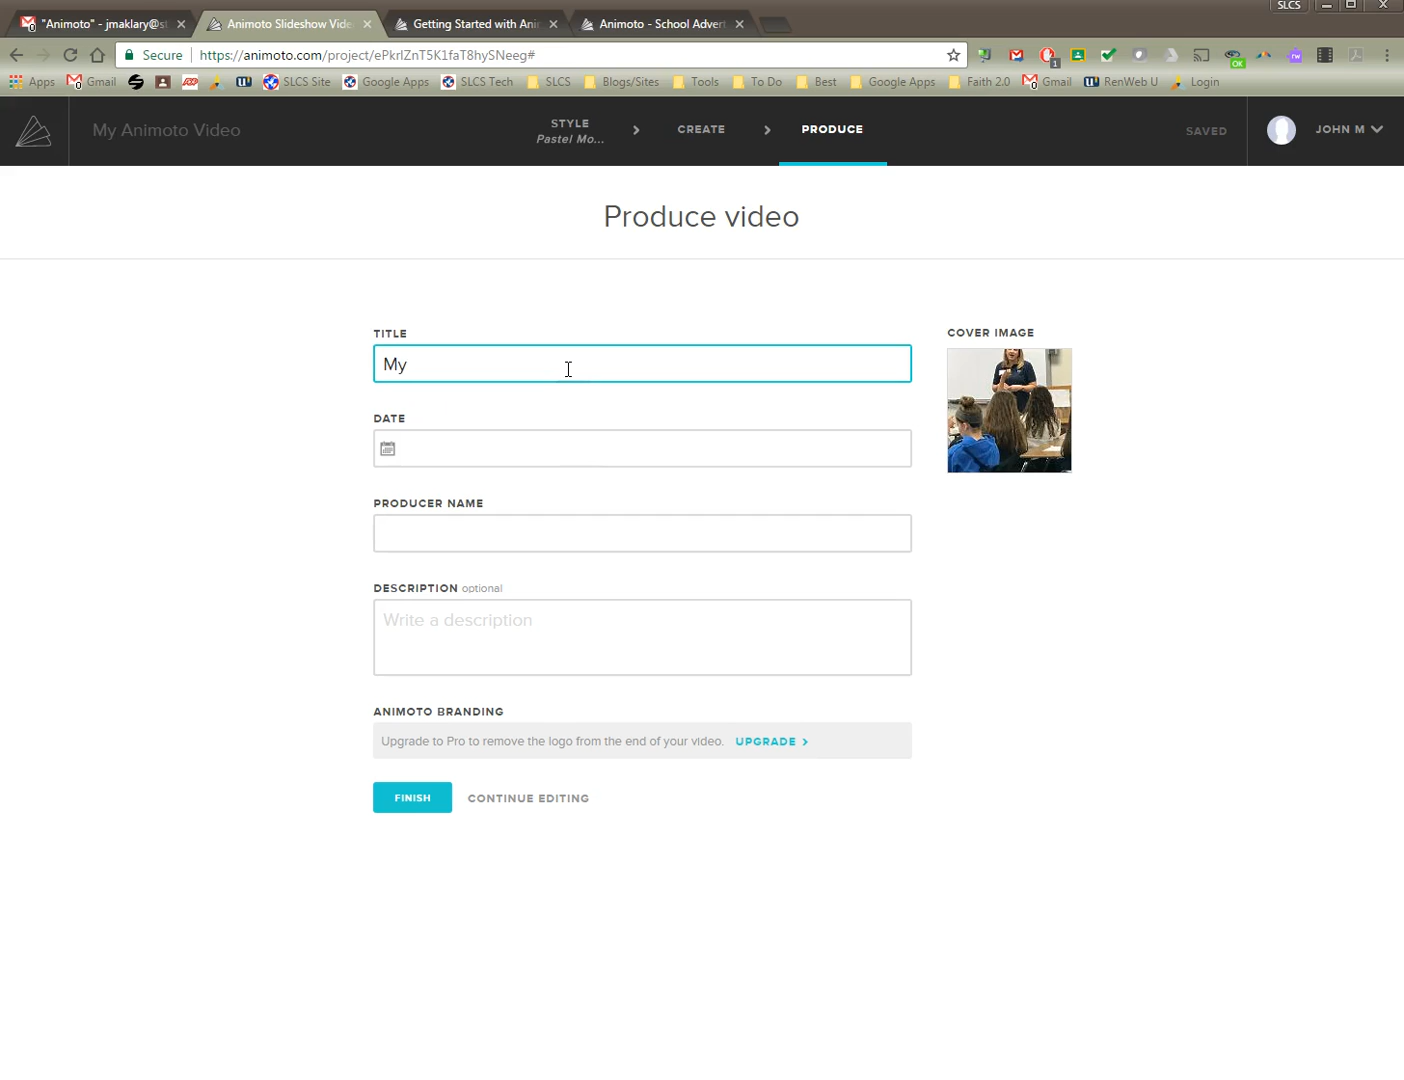 SLCS
"Animoto" - jmaklary@s
Animoto Slideshow Vide
Getting Started with Ani
Animoto - School Advert
Secure
https://animoto.com/project/ePkrlZnT5K1faT8hySNeeg#
1
OK
rw
Apps
Gmail
SLCS Site
Google Apps
SLCS Tech
SLCS
Blogs/Sites
Tools
To Do
Best
Google Apps
Faith 2.0
Gmail
RenWeb U
Login
My Animoto Video
STYLE
Pastel Mo...
CREATE
PRODUCE
SAVED
JOHN M
Produce video
TITLE
My
DATE
PRODUCER NAME
DESCRIPTION optional
Write a description
ANIMOTO BRANDING
Upgrade to Pro to remove the logo from the end of your video. UPGRADE >
FINISH
CONTINUE EDITING
COVER IMAGE